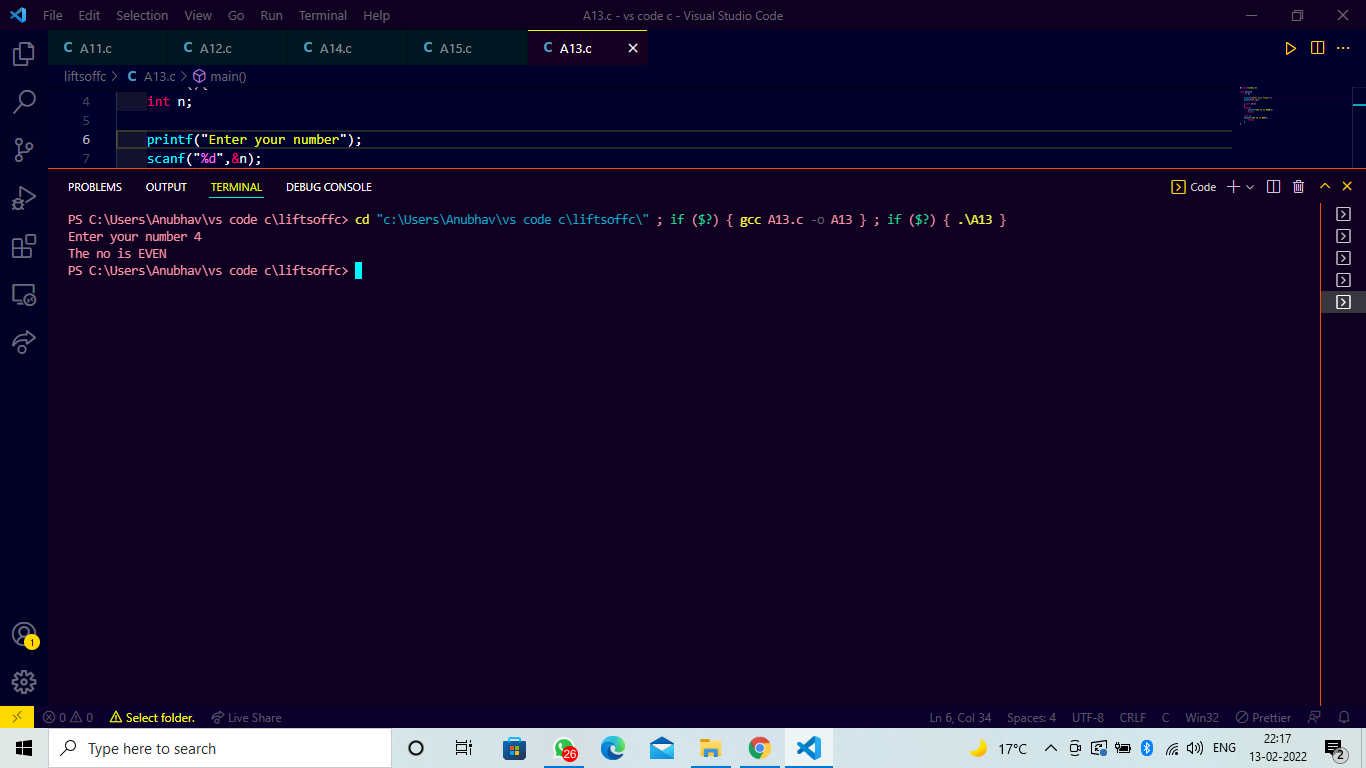 File Edit Selection View Go Run Terminal Help A13.c - vs code c - Visual Studio Code
C A11.c C A12.c C A14.c C A15.c C A13.c
liftsoffc > C A13.c > main()
4 int n;
5
6 printf("Enter your number");
7 scanf("%d",&n);
PROBLEMS OUTPUT TERMINAL DEBUG CONSOLE Code
PS C:\Users\Anubhav\vs code c\liftsoffc> cd "c:\Users\Anubhav\vs code c\liftsoffc\" ; if ($?) { gcc A13.c -o A13 } ; if ($?) { .\A13 }
Enter your number 4
The no is EVEN
PS C:\Users\Anubhav\vs code c\liftsoffc>
1
0 0 Select folder. Live Share Ln 6, Col 34 Spaces: 4 UTF-8 CRLF C Win32 Prettier
Type here to search 26 17°C ENG 22:17 2
13-02-2022